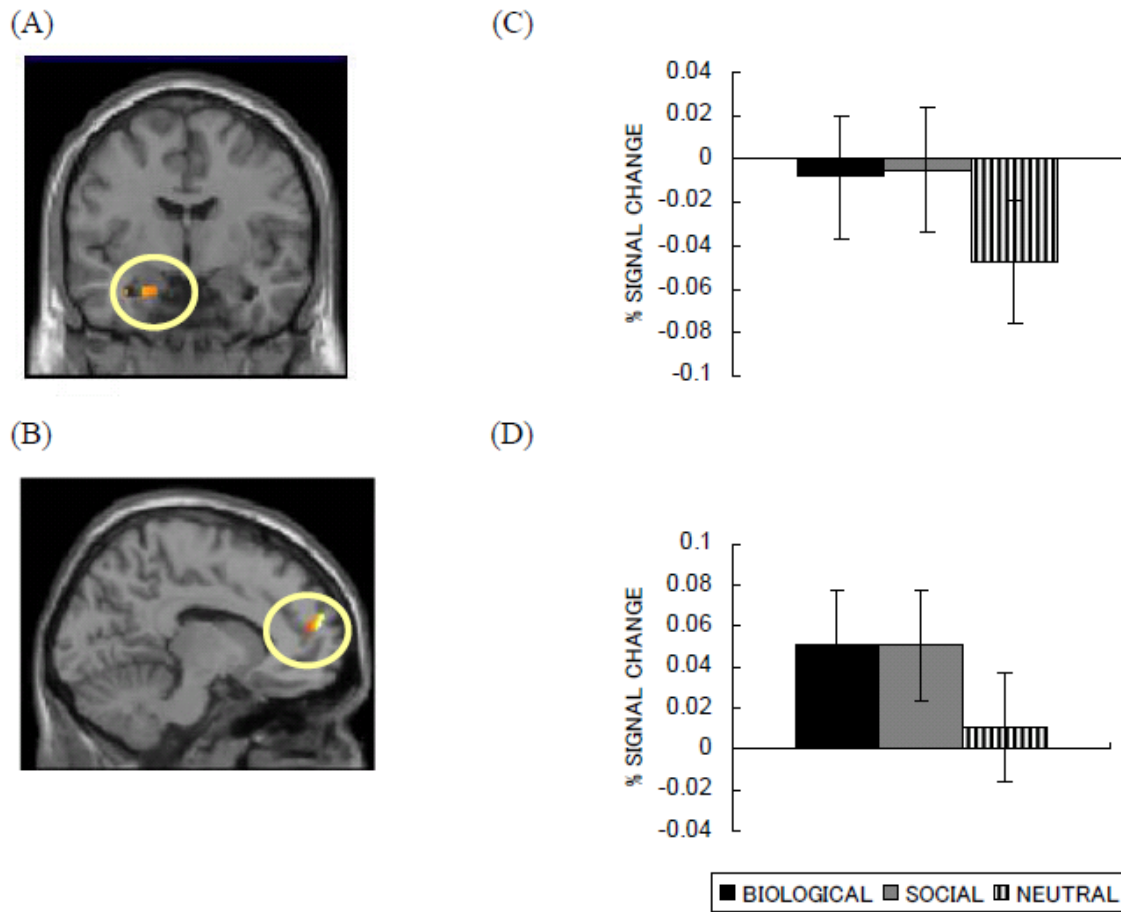 (A)
(C)
0.04
0.02
0
-0.02
-0.04
-0.06
-0.08
-0.1
% SIGNAL CHANGE
(B)
(D)
0.1
0.08
0.06
0.04
0.02
0
-0.02
-0.04
% SIGNAL CHANGE
BIOLOGICAL SOCIAL NEUTRAL